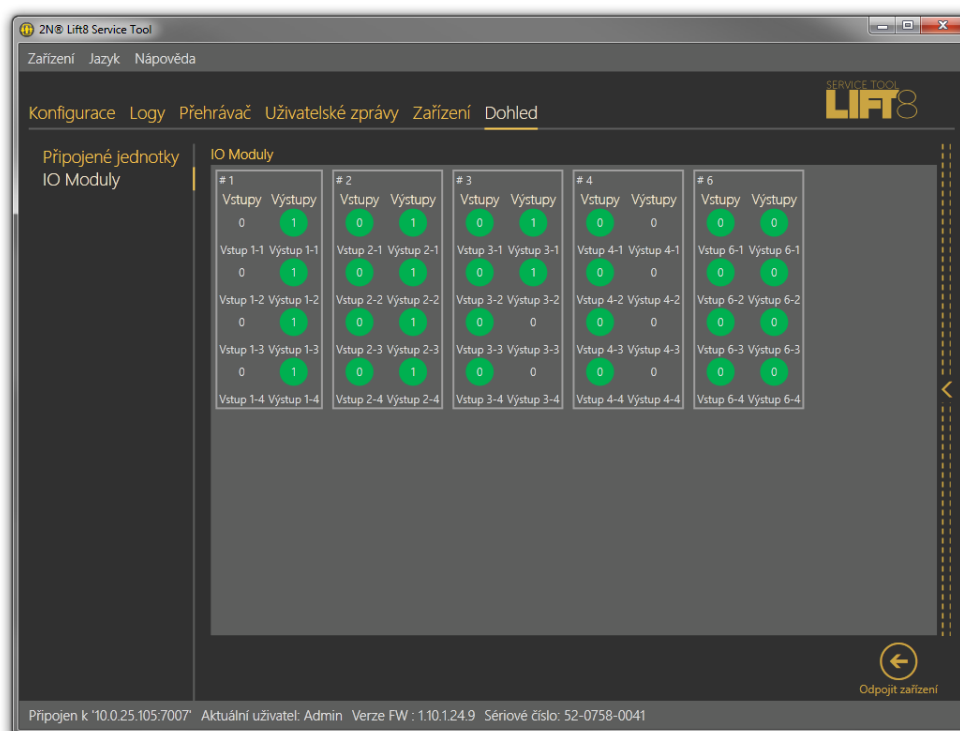 2N® Lift8 Service Tool
Zařízení Jazyk Nápověda
SERVICE TOOL
LIFT8
Konfigurace Logy Přehrávač Uživatelské zprávy Zařízení Dohled
Připojené jednotky
IO Moduly
IO Moduly
# 1 # 2 # 3 # 4 # 6
Vstupy Výstupy Vstupy Výstupy Vstupy Výstupy Vstupy Výstupy Vstupy Výstupy
0 1 0 1 0 1 0 0 0 0
Vstup 1-1 Výstup 1-1 Vstup 2-1 Výstup 2-1 Vstup 3-1 Výstup 3-1 Vstup 4-1 Výstup 4-1 Vstup 6-1 Výstup 6-1
0 1 0 1 0 1 0 0 0 0
Vstup 1-2 Výstup 1-2 Vstup 2-2 Výstup 2-2 Vstup 3-2 Výstup 3-2 Vstup 4-2 Výstup 4-2 Vstup 6-2 Výstup 6-2
0 1 0 1 0 0 0 0 0 0
Vstup 1-3 Výstup 1-3 Vstup 2-3 Výstup 2-3 Vstup 3-3 Výstup 3-3 Vstup 4-3 Výstup 4-3 Vstup 6-3 Výstup 6-3
0 1 0 1 0 0 0 0 0 0
Vstup 1-4 Výstup 1-4 Vstup 2-4 Výstup 2-4 Vstup 3-4 Výstup 3-4 Vstup 4-4 Výstup 4-4 Vstup 6-4 Výstup 6-4
Odpojit zařízení
Připojen k '10.0.25.105:7007' Aktuální uživatel: Admin Verze FW : 1.10.1.24.9 Sériové číslo: 52-0758-0041